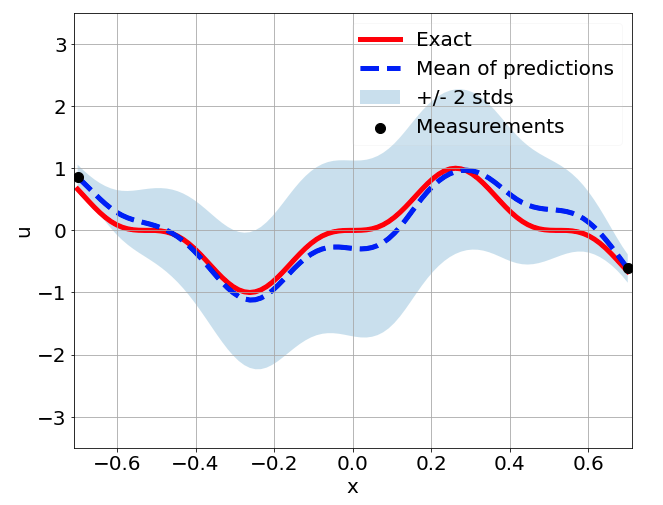 Exact
Mean of predictions
+/- 2 stds
Measurements
3
2
1
0
−1
−2
−3
u
−0.6 −0.4 −0.2 0.0 0.2 0.4 0.6
x